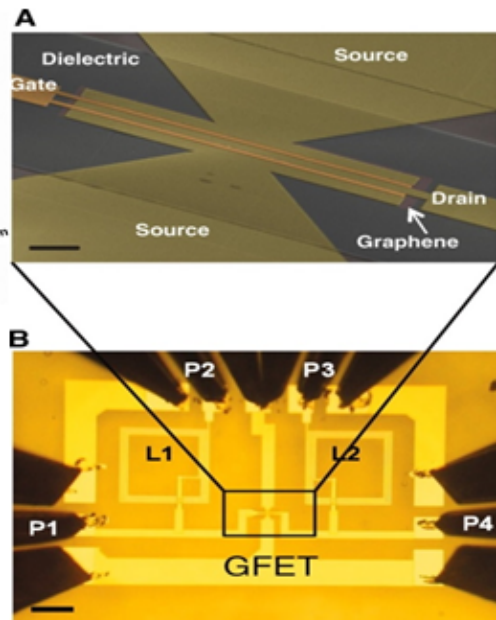 A
Dielectric
Source
Gate
Drain
Source
Graphene
B
P2
P3
L1
L2
P1
P4
GFET